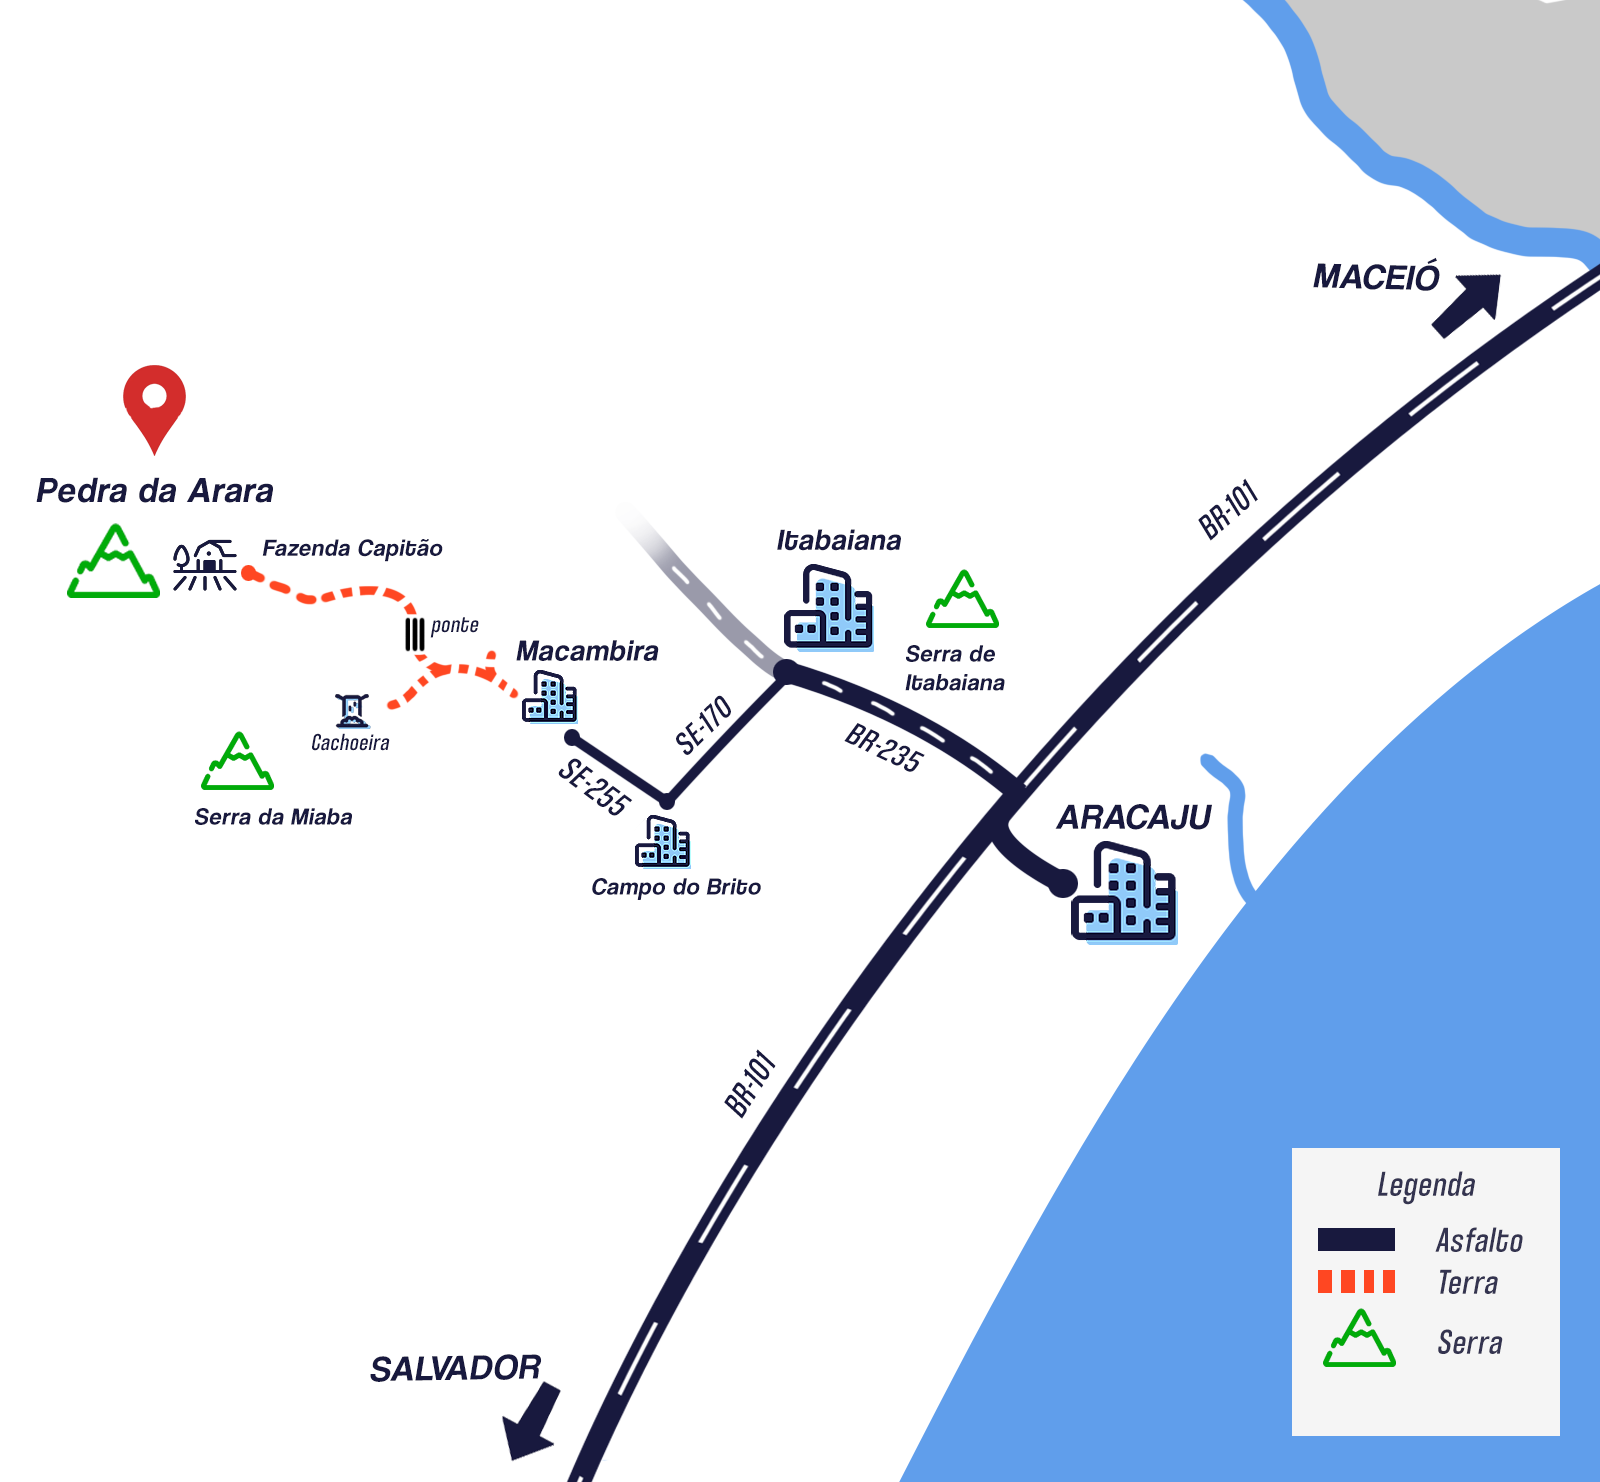 MACEIÓ
BR-101
Pedra da Arara
Fazenda Capitão
Itabaiana
ponte
Macambira
Serra de
Itabaiana
SE-170
BR-235
Cachoeira
SE-255
Serra da Miaba
ARACAJU
Campo do Brito
BR-101
Legenda
Asfalto
Terra
Serra
SALVADOR